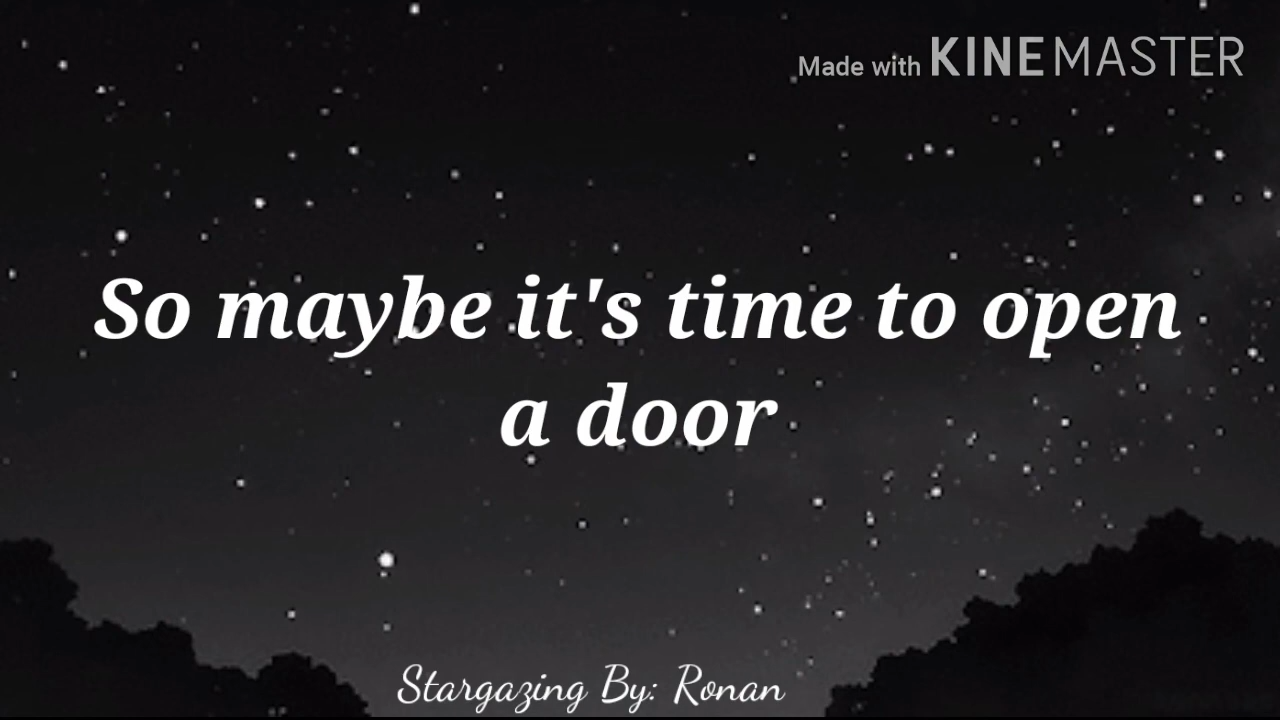 Made with KINEMASTER
So maybe it's time to open
a door
Stargazing By: Ronan